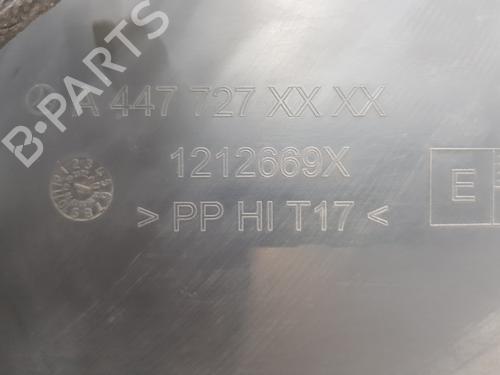 B-PARTS
A 447 727 XX XX
1212669X
E
> PP HI T17 <